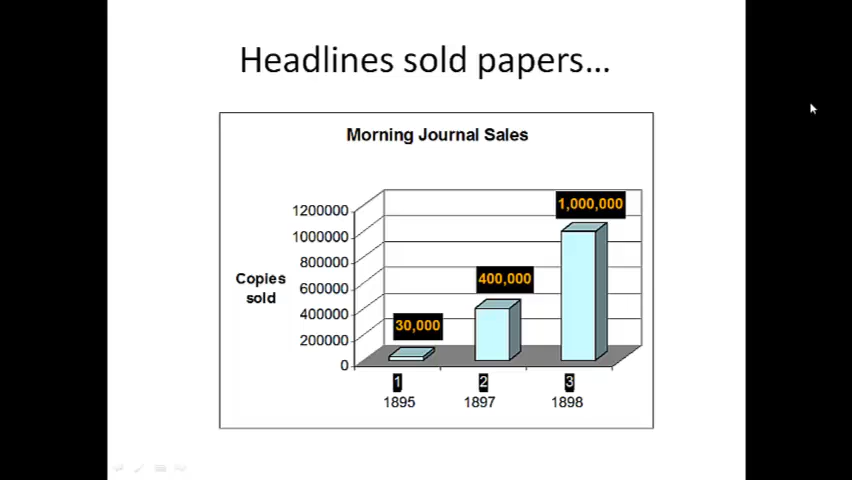 Headlines sold papers...
Morning Journal Sales
1200000
1000000
800000
600000
400000
200000
0
Copies
sold
30,000
400,000
1,000,000
1 2 3
1895 1897 1898